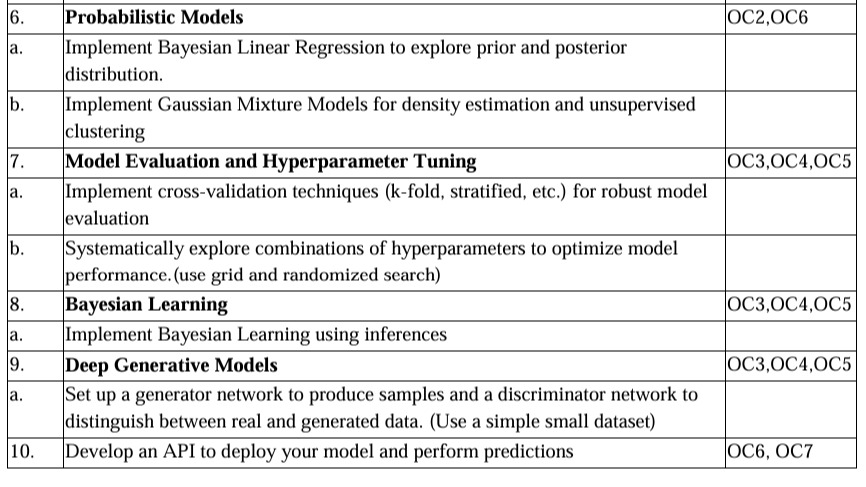 6. Probabilistic Models OC2,OC6
a. Implement Bayesian Linear Regression to explore prior and posterior
distribution.
b. Implement Gaussian Mixture Models for density estimation and unsupervised
clustering
7. Model Evaluation and Hyperparameter Tuning OC3,OC4,OC5
a. Implement cross-validation techniques (k-fold, stratified, etc.) for robust model
evaluation
b. Systematically explore combinations of hyperparameters to optimize model
performance.(use grid and randomized search)
8. Bayesian Learning OC3,OC4,OC5
a. Implement Bayesian Learning using inferences
9. Deep Generative Models OC3,OC4,OC5
a. Set up a generator network to produce samples and a discriminator network to
distinguish between real and generated data. (Use a simple small dataset)
10. Develop an API to deploy your model and perform predictions OC6, OC7